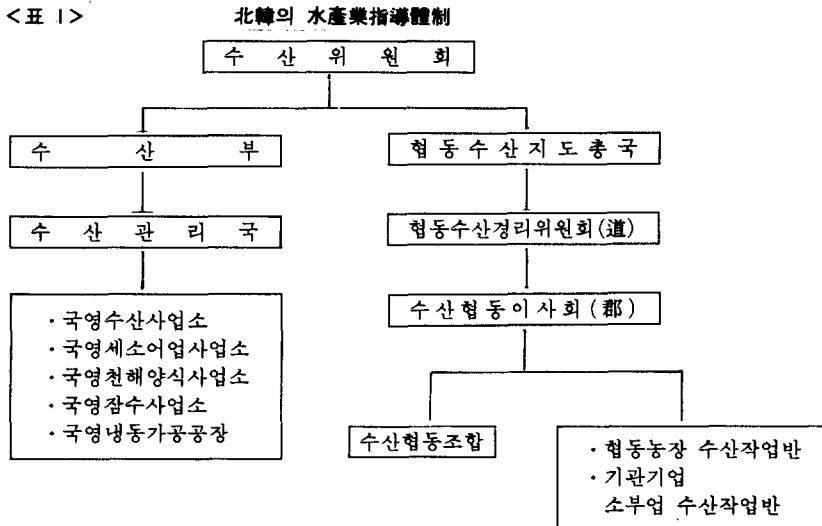 <표 1> 北韓의 水產業指導體制
수 산 위 원 회
수 산 부
협 동 수 산 지 도 총 국
수 산 관 리 국
협동수산경리위원회(道)
수산협동이사회(郡)
· 국영수산사업소
· 국영세소어업사업소
· 국영천해양식사업소
· 국영잠수사업소
· 국영냉동가공공장
수산협동조합
· 협동농장 수산작업반
· 기관기업
소부업 수산작업반